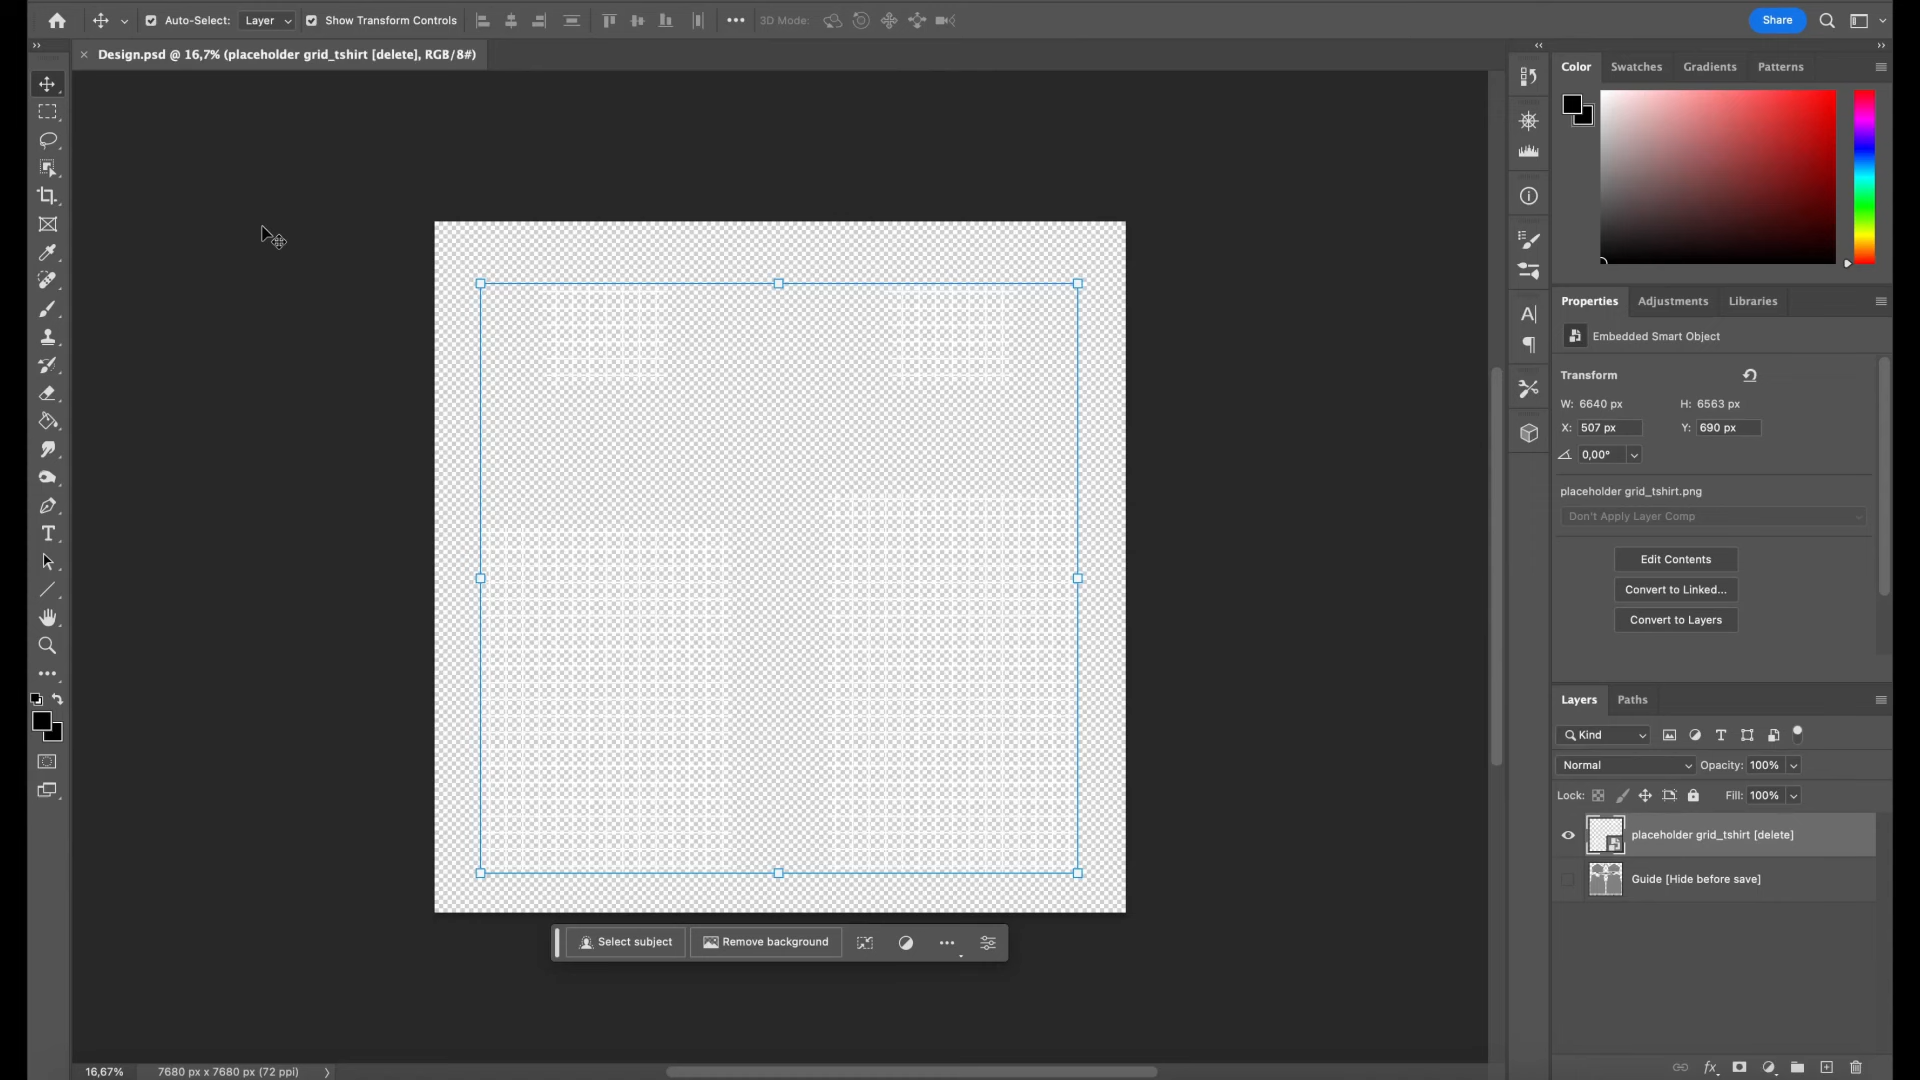 Auto-Select: Layer Show Transform Controls 3D Mode: Share
Design.psd @ 16,7% (placeholder grid_tshirt [delete], RGB/8#)
Color Swatches Gradients Patterns
Properties Adjustments Libraries
Embedded Smart Object
Transform
W: 6640 px H: 6563 px
X: 507 px Y: 690 px
0,00°
placeholder grid_tshirt.png
Don't Apply Layer Comp
Edit Contents
Convert to Linked...
Convert to Layers
Layers Paths
Kind
Normal Opacity: 100%
Lock: Fill: 100%
placeholder grid_tshirt [delete]
Guide [Hide before save]
Select subject Remove background
16,67% 7680 px x 7680 px (72 ppi)